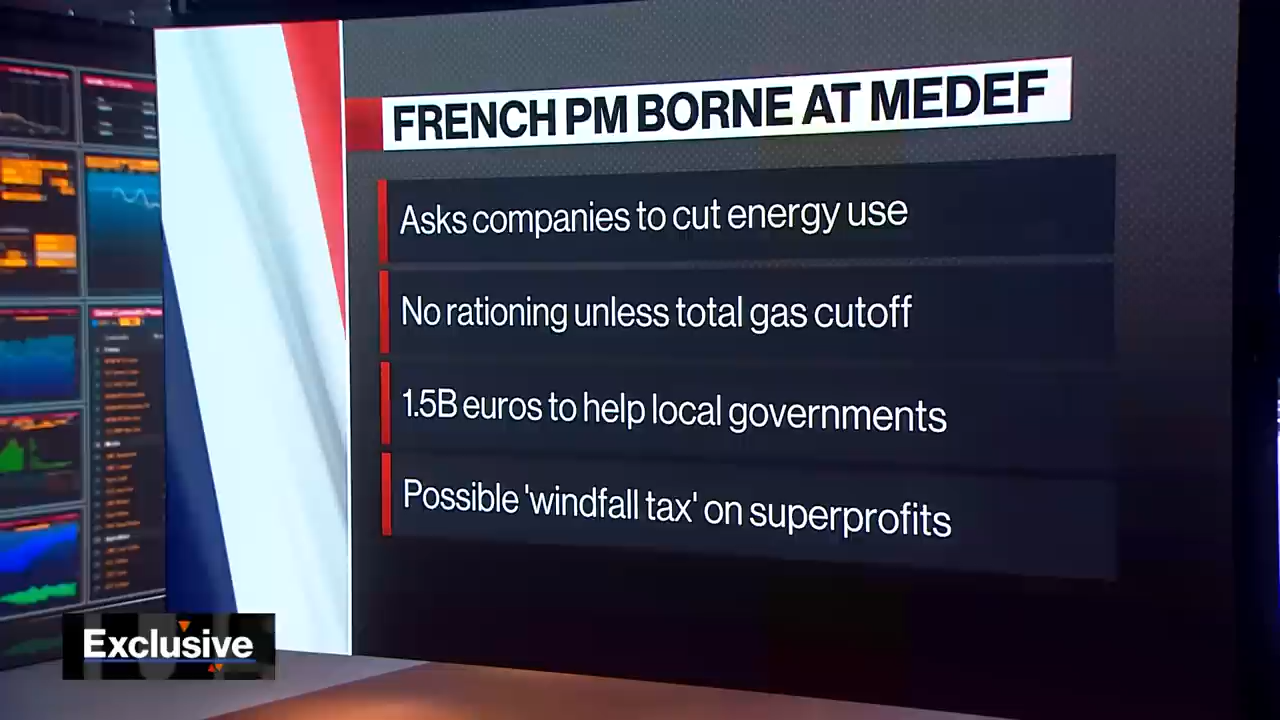 FRENCH PM BORNE AT MEDEF
Asks companies to cut energy use
No rationing unless total gas cutoff
1.5B euros to help local governments
Possible 'windfall tax' on superprofits
Exclusive